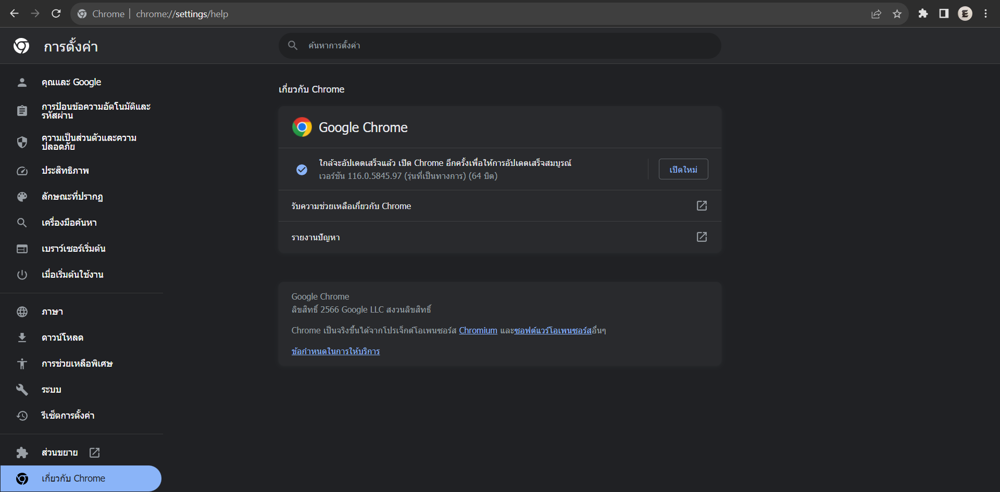 Chrome | chrome://settings/help
การตั้งค่า
ค้นหาการตั้งค่า
คุณและ Google
การป้อนข้อความอัตโนมัติและ
รหัสผ่าน
ความเป็นส่วนตัวและความ
ปลอดภัย
ประสิทธิภาพ
ลักษณะที่ปรากฏ
เครื่องมือค้นหา
เบราว์เซอร์เริ่มต้น
เมื่อเริ่มต้นใช้งาน
ภาษา
ดาวน์โหลด
การช่วยเหลือพิเศษ
ระบบ
รีเซ็ตการตั้งค่า
ส่วนขยาย
เกี่ยวกับ Chrome
เกี่ยวกับ Chrome
Google Chrome
ใกล้จะอัปเดตเสร็จแล้ว เปิด Chrome อีกครั้งเพื่อให้การอัปเดตเสร็จสมบูรณ์
เวอร์ชัน 116.0.5845.97 (รุ่นที่เป็นทางการ) (64 บิต)
เปิดใหม่
รับความช่วยเหลือเกี่ยวกับ Chrome
รายงานปัญหา
Google Chrome
ลิขสิทธิ์ 2566 Google LLC สงวนลิขสิทธิ์
Chrome เป็นจริงขึ้นได้จากโปรเจ็กต์โอเพนซอร์ส Chromium และซอฟต์แวร์โอเพนซอร์สอื่นๆ
ข้อกำหนดในการให้บริการ